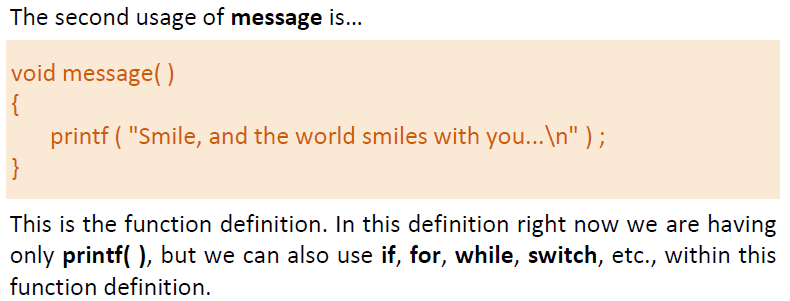 The second usage of message is...
void message( )
{
printf ( "Smile, and the world smiles with you...\n" ) ;
}
This is the function definition. In this definition right now we are having
only printf( ), but we can also use if, for, while, switch, etc., within this
function definition.